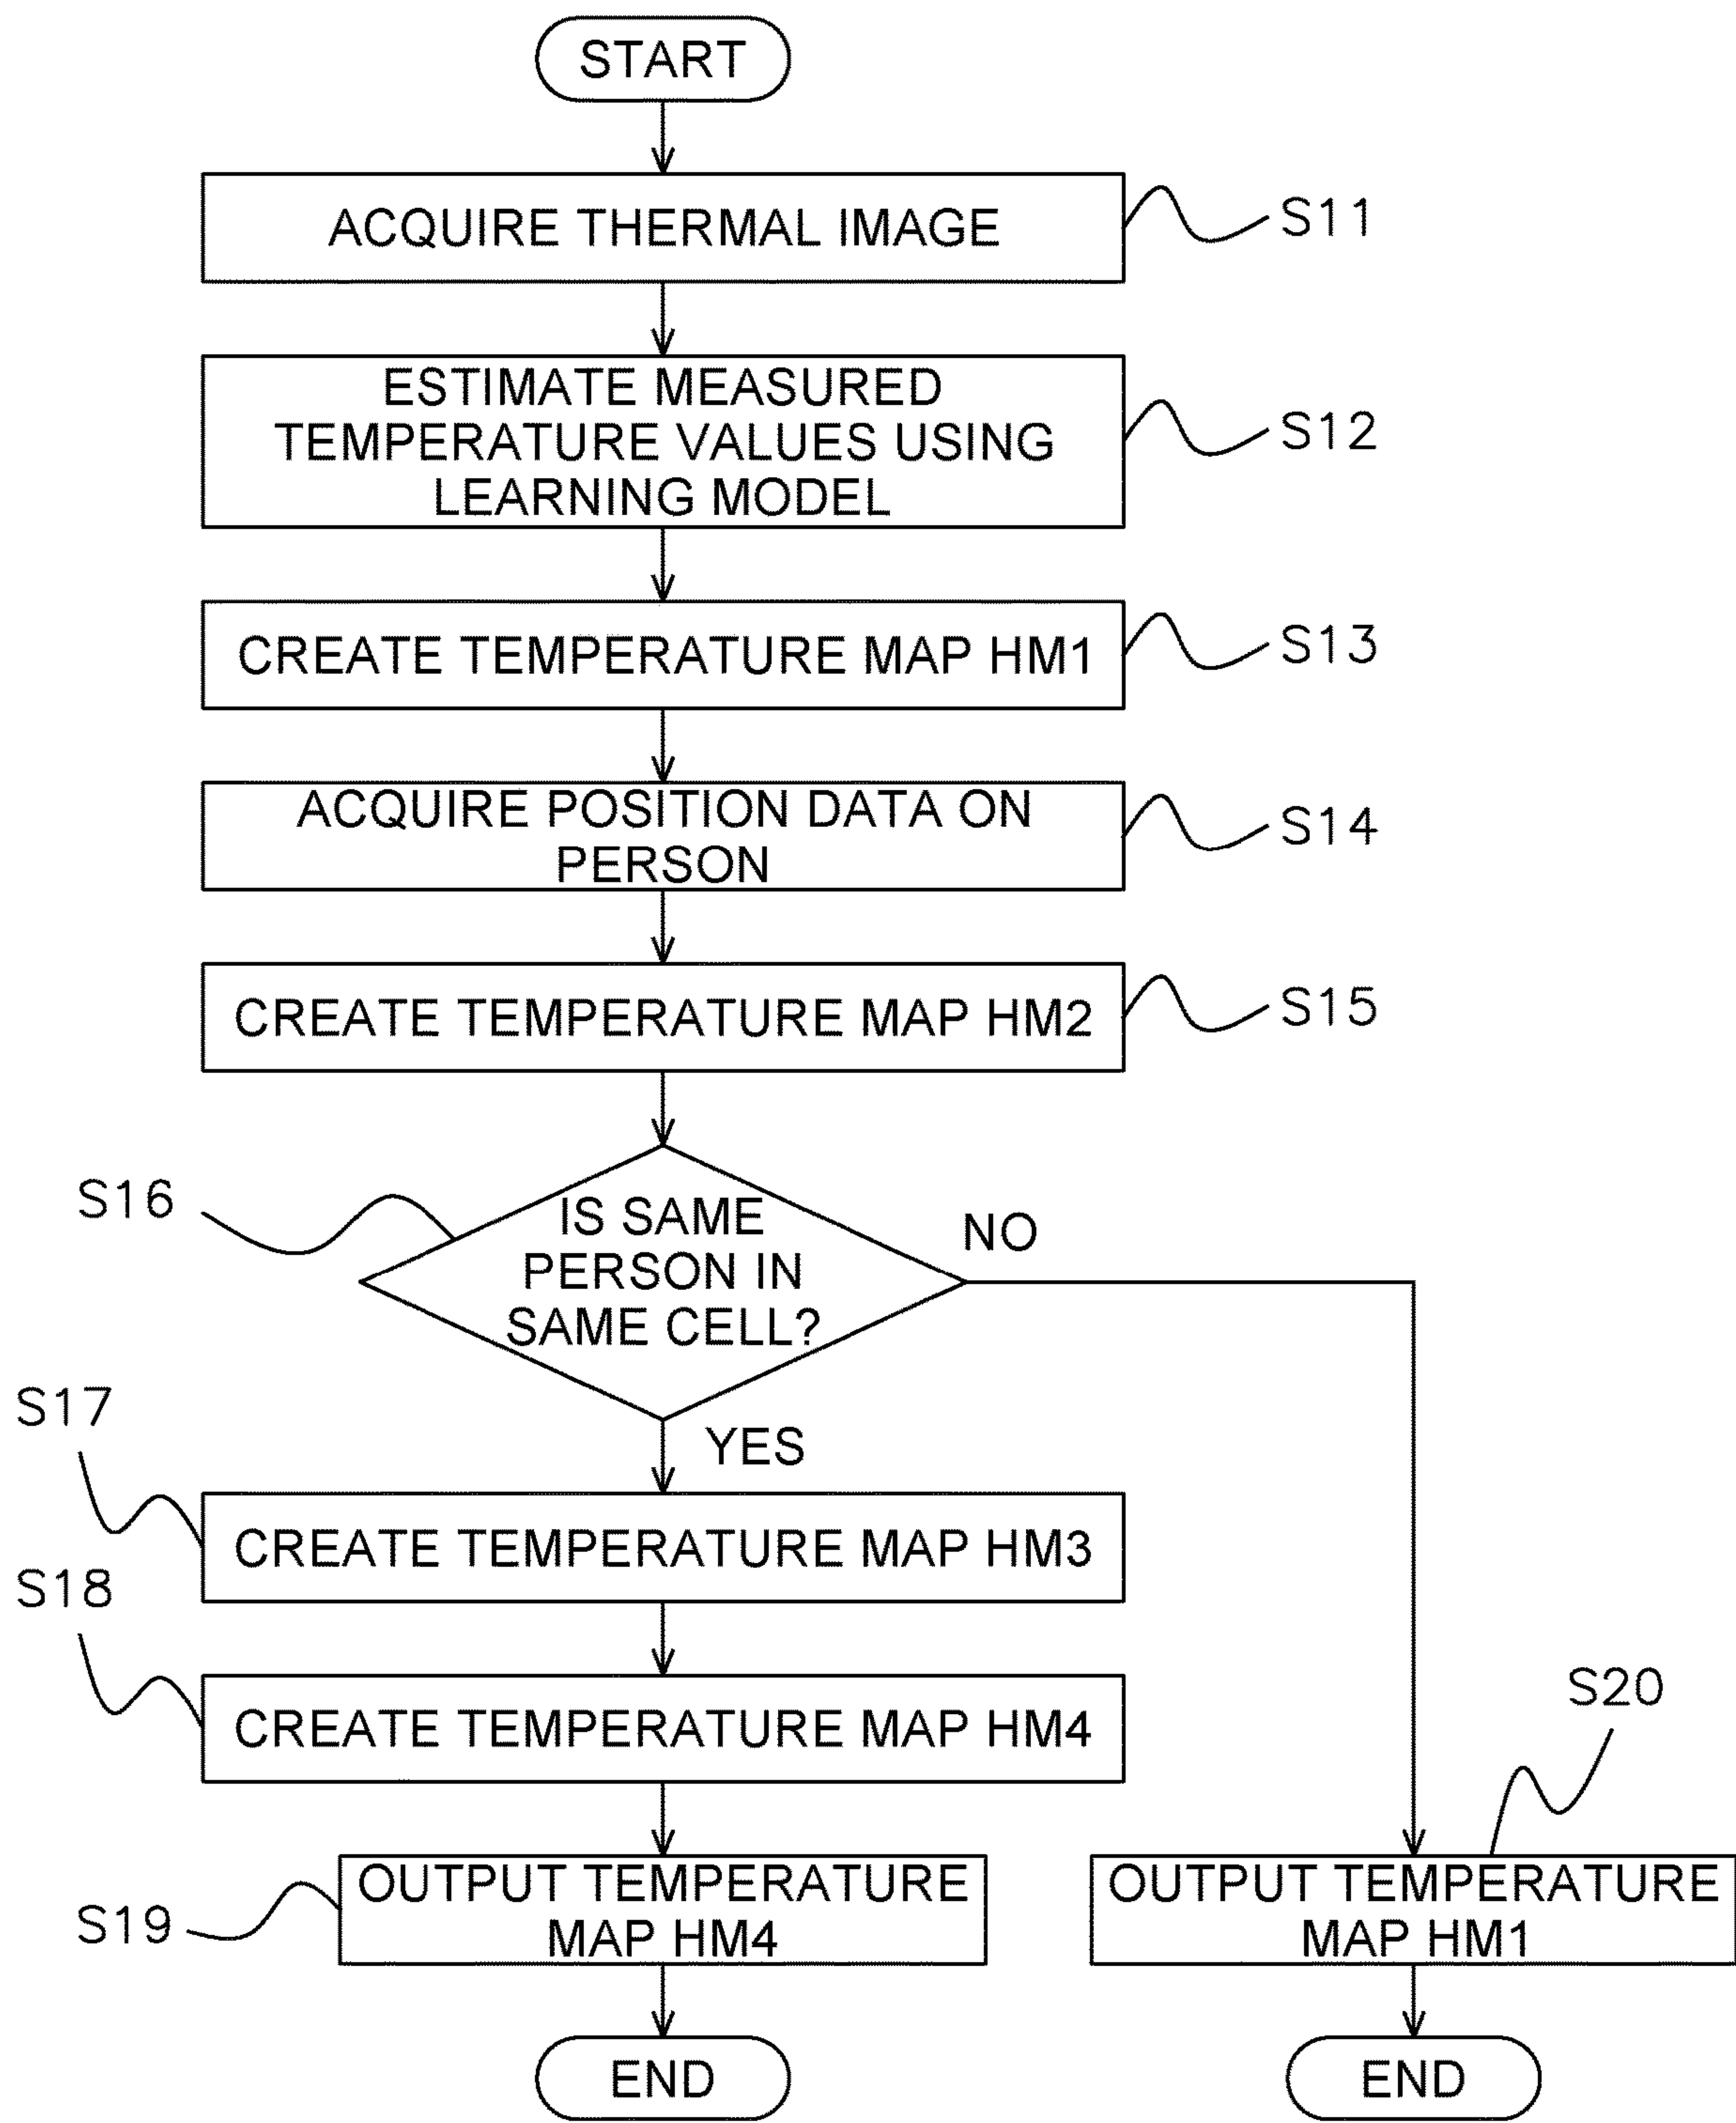 START
ACQUIRE THERMAL IMAGE
S11
ESTIMATE MEASURED
TEMPERATURE VALUES USING
LEARNING MODEL
S12
CREATE TEMPERATURE MAP HM1
S13
ACQUIRE POSITION DATA ON
PERSON
S14
CREATE TEMPERATURE MAP HM2
S15
S16
IS SAME
PERSON IN
SAME CELL?
NO
YES
S17
CREATE TEMPERATURE MAP HM3
S18
CREATE TEMPERATURE MAP HM4
S19
OUTPUT TEMPERATURE
MAP HM4
S20
OUTPUT TEMPERATURE
MAP HM1
END
END